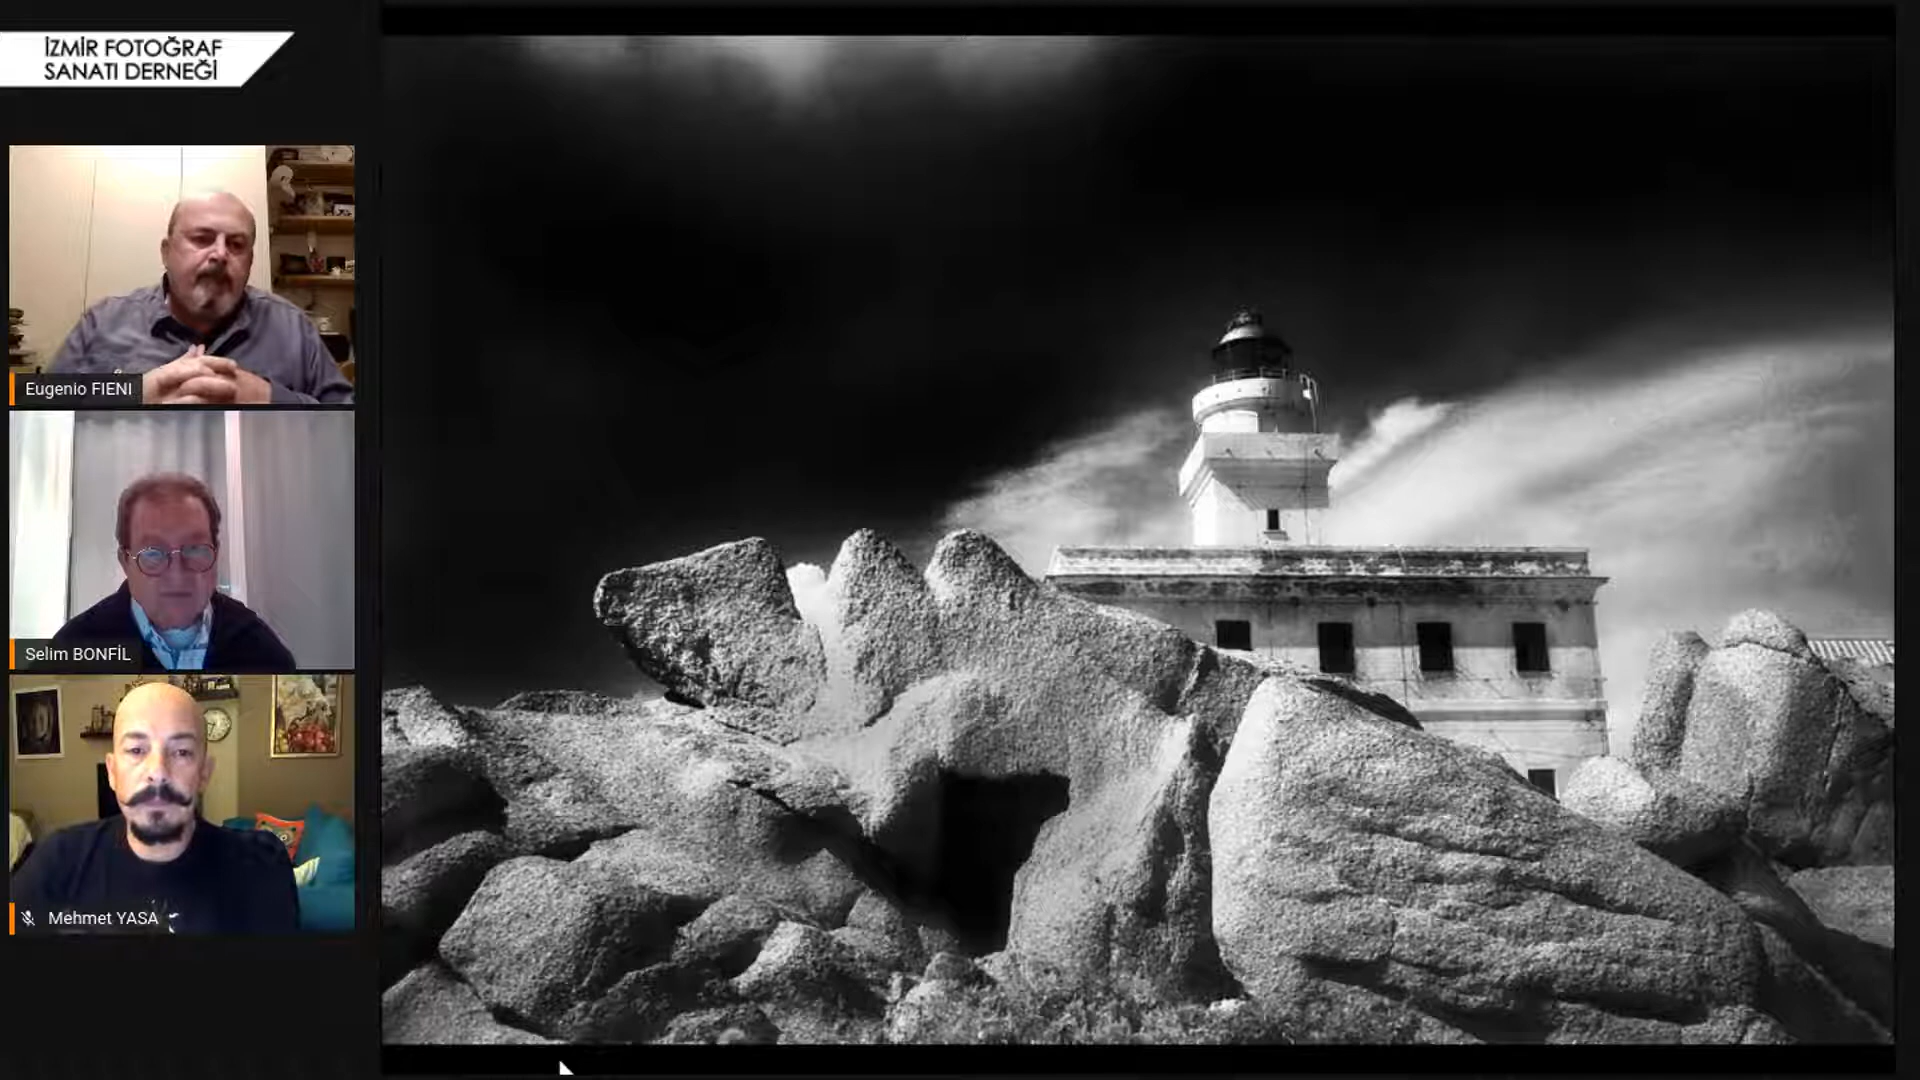 İZMİR FOTOĞRAF
SANATI DERNEĞİ
Eugenio FIENI
Selim BONFİL
Mehmet YASA